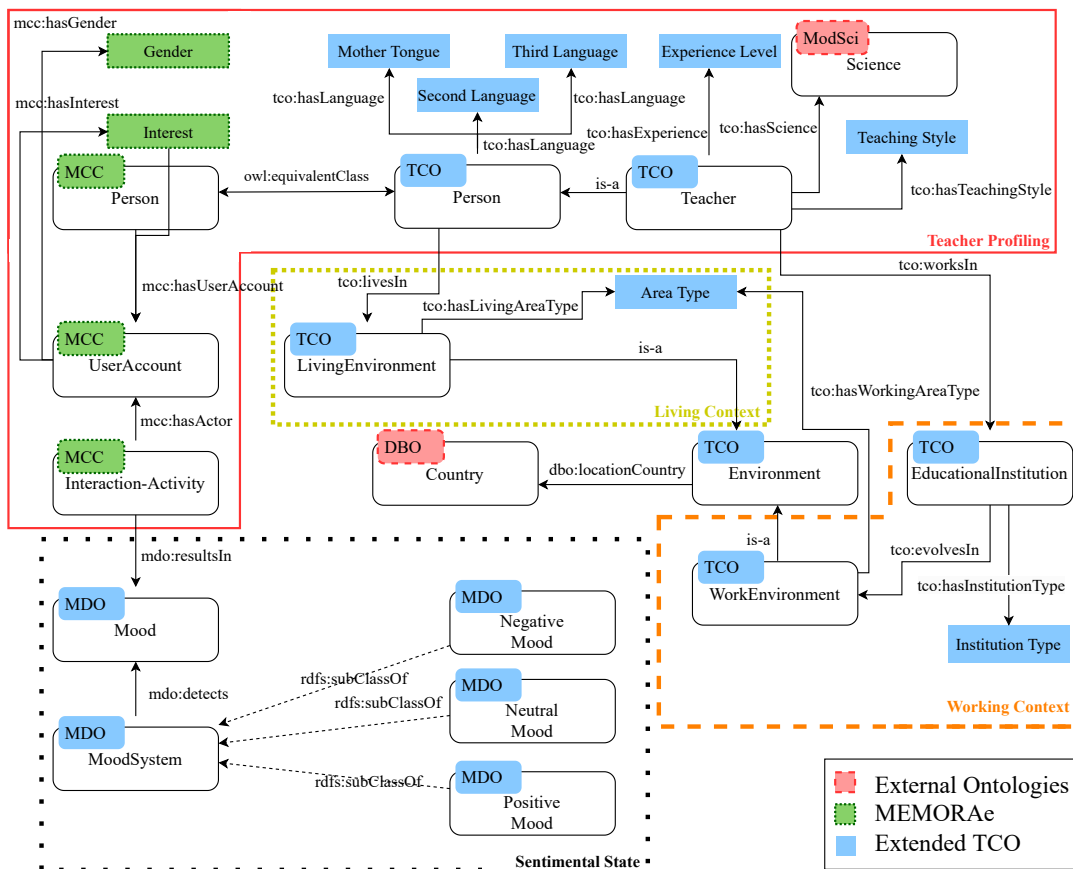 mcc:hasGender
Gender
Mother Tongue
Third Language
Experience Level
ModSci
Science
mcc:hasInterest
tco:hasLanguage
Second Language
tco:hasLanguage
Interest
tco:hasExperience
tco:hasScience
Teaching Style
tco:hasLanguage
MCC
Person
owl:equivalentClass
TCO
Person
is-a
TCO
Teacher
tco:hasTeachingStyle
Teacher Profiling
tco:worksIn
mcc:hasUserAccount
tco:livesIn
tco:hasLivingAreaType
Area Type
MCC
UserAccount
TCO
LivingEnvironment
is-a
tco:hasWorkingAreaType
Living Context
mcc:hasActor
MCC
Interaction-Activity
DBO
Country
dbo:locationCountry
TCO
Environment
TCO
EducationalInstitution
mdo:resultsIn
is-a
tco:evolvesIn
TCO
WorkEnvironment
tco:hasInstitutionType
MDO
Mood
MDO
Negative
Mood
Institution Type
mdo:detects
rdfs:subClassOf
rdfs:subClassOf
MDO
Neutral
Mood
Working Context
MDO
MoodSystem
rdfs:subClassOf
MDO
Positive
Mood
Sentimental State
External Ontologies
MEMORAe
Extended TCO